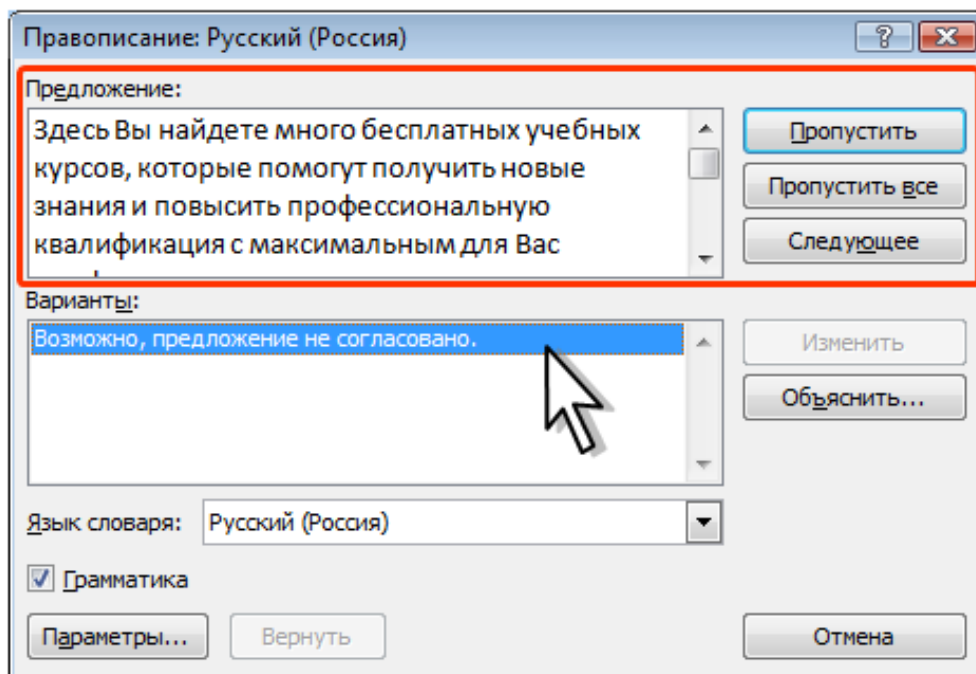 Правописание: Русский (Россия)
Предложение:
Здесь Вы найдете много бесплатных учебных
курсов, которые помогут получить новые
знания и повысить профессиональную
квалификация с максимальным для Вас
Пропустить
Пропустить все
Следующее
Варианты:
Возможно, предложение не согласовано.
Изменить
Объяснить...
Язык словаря: Русский (Россия)
Грамматика
Параметры... Вернуть Отмена